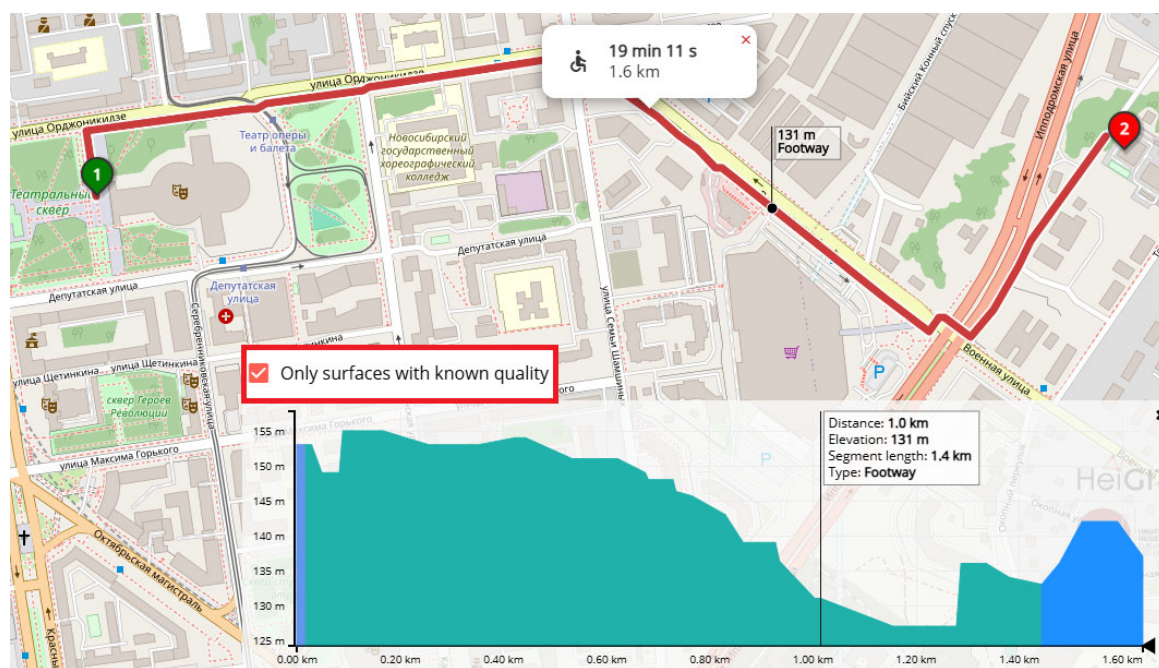 19 min 11 s
1.6 km
улица Орджоникидзе
улица Орджоникидзе
Театр оперы
и балета
Новосибирский
государственный
хореографический
колледж
131 m
Footway
Бийский Конный спуск
Ипподромская улица
1
2
Театральный
сквер
P
Депутатская улица
Депутатская улица
Депутатская
улица
Серебренниковская улица
улица Семьи Шамшиных
улица Щетинкина
улица Щетинкина
P
Военная улица
Only surfaces with known quality
сквер Героев
Революции
улица Максима Горького
Октябрьская магистраль
155 m
150 m
145 m
140 m
135 m
130 m
125 m
Distance: 1.0 km
Elevation: 131 m
Segment length: 1.4 km
Type: Footway
P
HeiGI
0.00 km
0.20 km
0.40 km
0.60 km
0.80 km
1.00 km
1.20 km
1.40 km
1.60 km